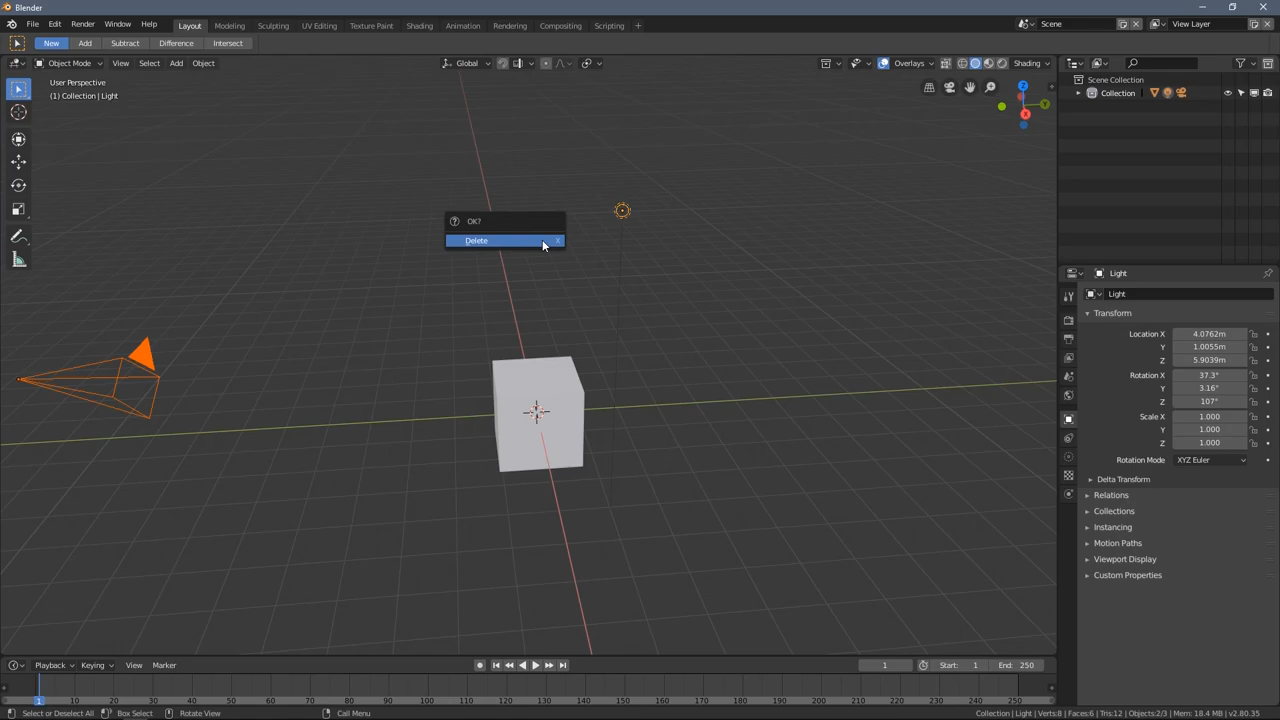 Blender
File Edit Render Window Help
Layout Modeling Sculpting UV Editing Texture Paint Shading Animation Rendering Compositing Scripting +
Scene View Layer
New Add Subtract Difference Intersect
Object Mode View Select Add Object Global Overlays Shading
User Perspective
(1) Collection | Light
Z
Y
X
Scene Collection
Collection
OK?
Delete X
Light
Light
Transform
Location X 4.0762m
Y 1.0055m
Z 5.9039m
Rotation X 37.3°
Y 3.16°
Z 107°
Scale X 1.000
Y 1.000
Z 1.000
Rotation Mode XYZ Euler
Delta Transform
Relations
Collections
Instancing
Motion Paths
Viewport Display
Custom Properties
Playback Keying View Marker 1 Start: 1 End: 250
1 10 20 30 40 50 60 70 80 90 100 110 120 130 140 150 160 170 180 190 200 210 220 230 240 250
Select or Deselect All Box Select Rotate View Call Menu Collection | Light | Verts:8 | Faces:6 | Tris:12 | Objects:2/3 | Mem: 18.4 MB | v2.80.35